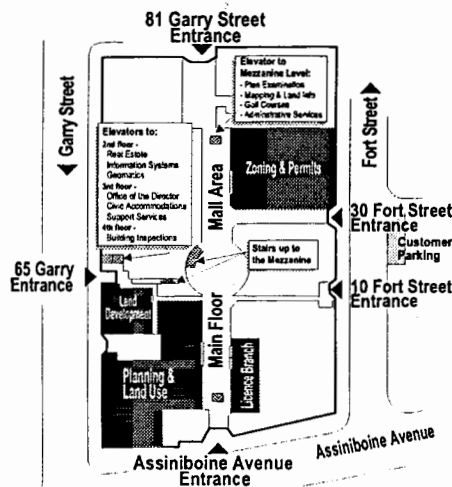 81 Garry Street
Entrance
Elevator to
Mezzanine Level:
- Plan Examination
- Mapping & Land Info
- Golf Courses
- Administrative Services
Garry Street
Fort Street
Elevators to:
2nd floor -
Real Estate
Information Systems
Geomatics
3rd floor -
Office of the Director
Civic Accommodations
Support Services
4th floor -
Building Inspections
Mall Area
Zoning & Permits
30 Fort Street
Entrance
Customer
Parking
Stairs up to
the Mezzanine
65 Garry
Entrance
10 Fort Street
Entrance
Land
Development
Main Floor
Planning &
Land Use
Licence Branch
Assiniboine Avenue
Entrance
Assiniboine Avenue